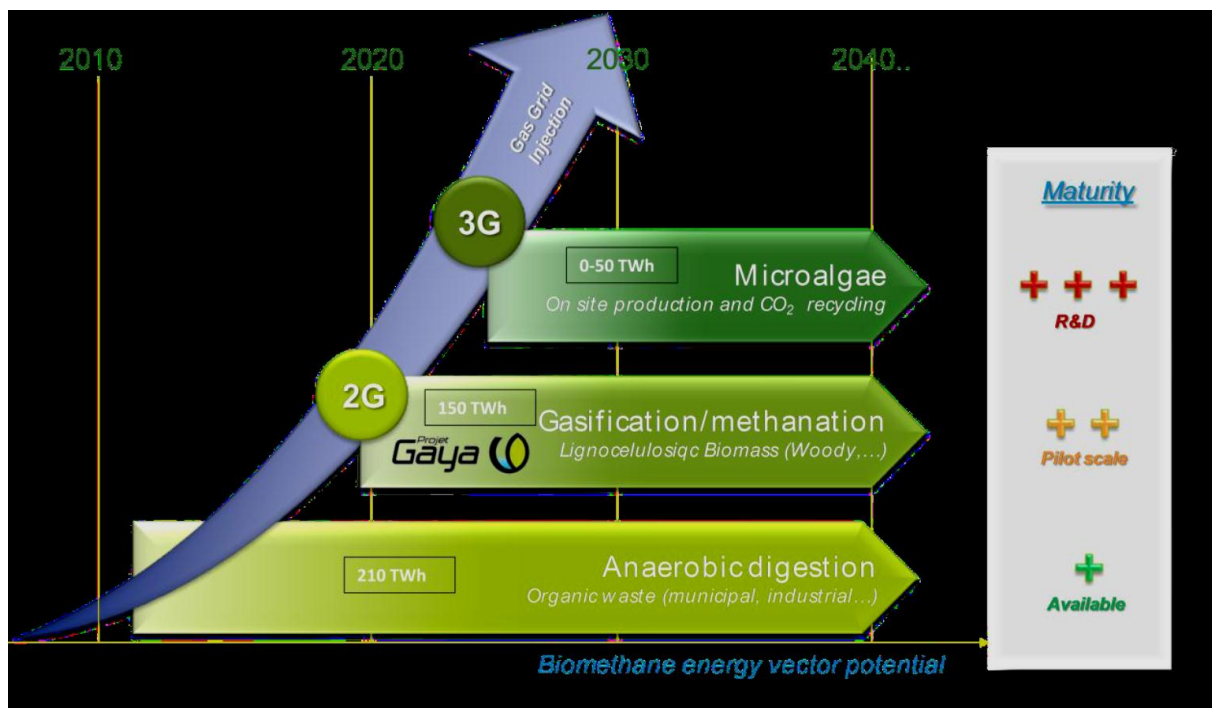 2010 2020 2030 2040..
Gas Grid
Injection
3G
0-50 TWh
Microalgae
On site production and CO₂ recycling
2G
150 TWh
Gasification/methanation
Projet
Gaya
Lignocelulosiqc Biomass (Woody,...)
210 TWh
Anaerobic digestion
Organic waste (municipal, industrial...)
Biomethane energy vector potential
Maturity
+ + +
R&D
+ +
Pilot scale
+
Available